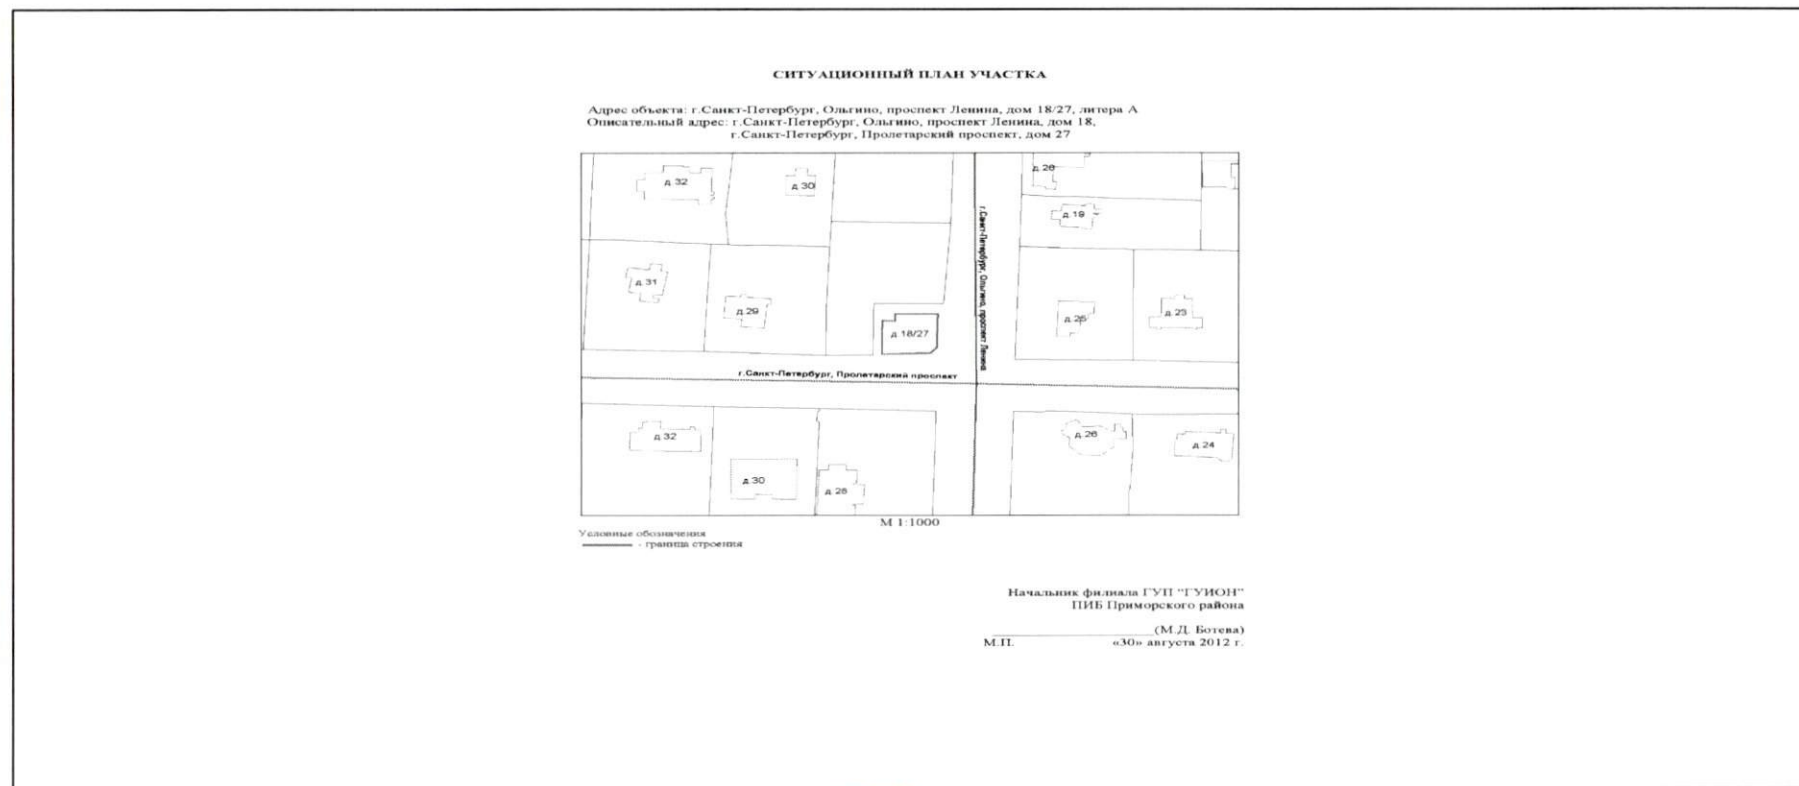 СИТУАЦИОННЫЙ ПЛАН УЧАСТКА
Адрес объекта: г.Санкт-Петербург, Ольгино, проспект Ленина, дом 18/27, литера А
Описательный адрес: г.Санкт-Петербург, Ольгино, проспект Ленина, дом 18,
г.Санкт-Петербург, Пролетарский проспект, дом 27
д.32
д.30
д.28
д.19
г.Санкт-Петербург, Ольгино, проспект Ленина
д.31
д.29
д.18/27
д.25
д.23
г.Санкт-Петербург, Пролетарский проспект
д.32
д.30
д.28
д.26
д.24
М 1:1000
Условные обозначения
- граница строения
Начальник филиала ГУП "ГУИОН"
ПИБ Приморского района
(М.Д. Ботева)
М.П. «30» августа 2012 г.